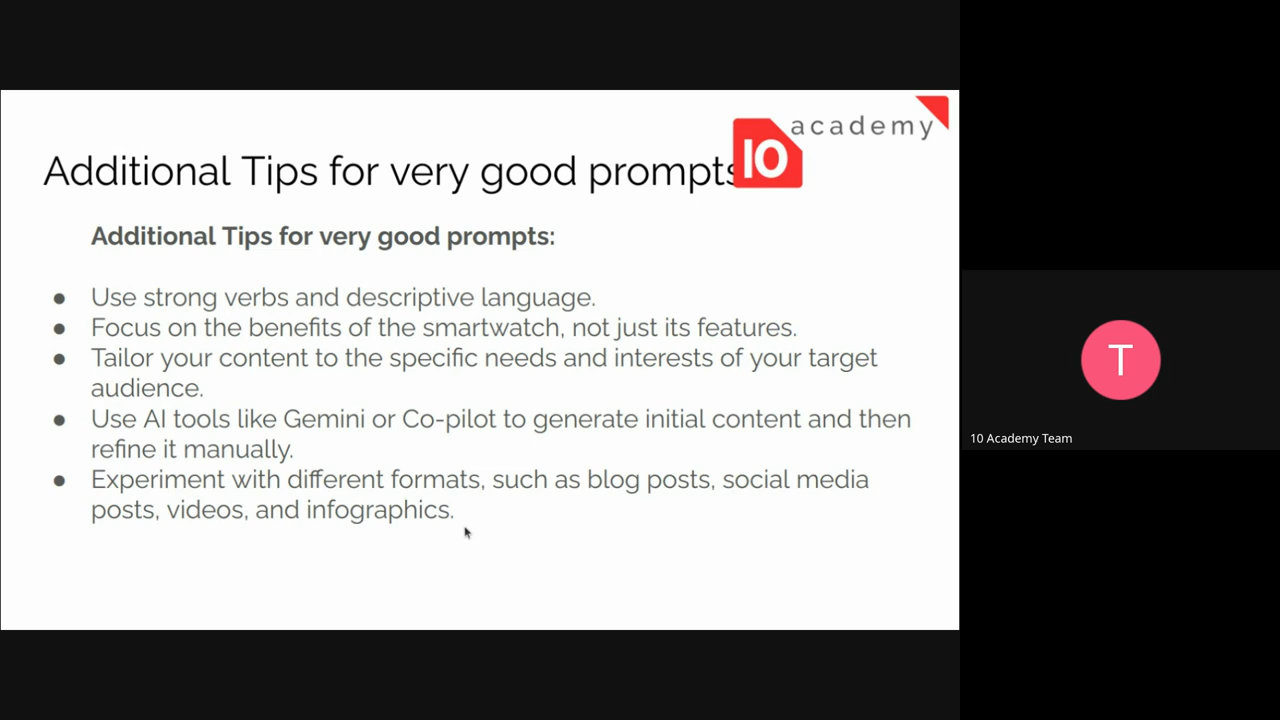 academy
10
Additional Tips for very good prompts
Additional Tips for very good prompts:
● Use strong verbs and descriptive language.
● Focus on the benefits of the smartwatch, not just its features.
● Tailor your content to the specific needs and interests of your target
audience.
● Use AI tools like Gemini or Co-pilot to generate initial content and then
refine it manually.
● Experiment with different formats, such as blog posts, social media
posts, videos, and infographics.
T
10 Academy Team